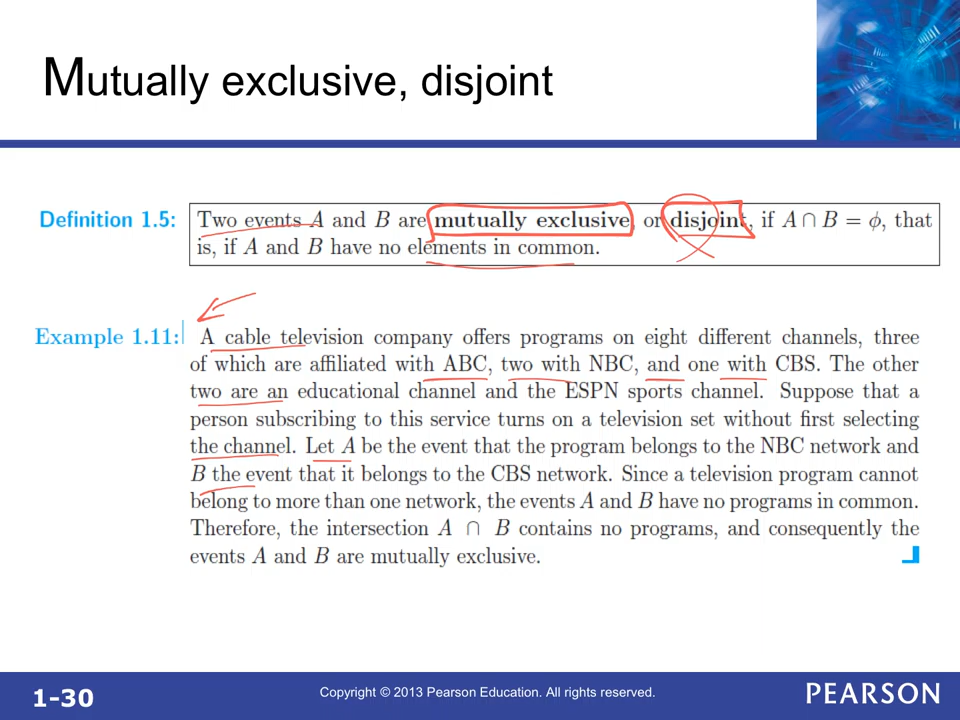 Mutually exclusive, disjoint
Definition 1.5: Two events A and B are mutually exclusive, or disjoint, if A ∩ B = ϕ, that
is, if A and B have no elements in common.
Example 1.11: A cable television company offers programs on eight different channels, three
of which are affiliated with ABC, two with NBC, and one with CBS. The other
two are an educational channel and the ESPN sports channel. Suppose that a
person subscribing to this service turns on a television set without first selecting
the channel. Let A be the event that the program belongs to the NBC network and
B the event that it belongs to the CBS network. Since a television program cannot
belong to more than one network, the events A and B have no programs in common.
Therefore, the intersection A ∩ B contains no programs, and consequently the
events A and B are mutually exclusive.
1-30
Copyright © 2013 Pearson Education. All rights reserved.
PEARSON